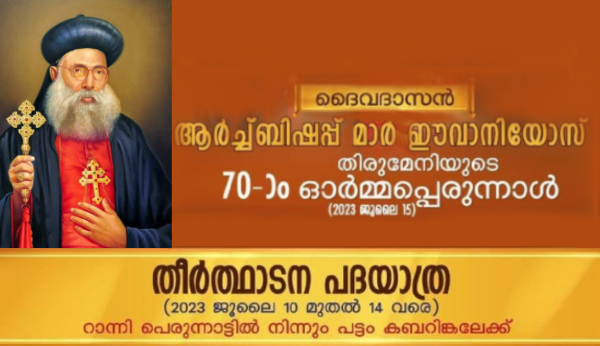 ദൈവദാസൻ
ആർച്ച്ബിഷപ്പ് മാർ ഈവാനിയോസ്
തിരുമേനിയുടെ
70-ാം ഓർമ്മപ്പെരുന്നാൾ
(2023 ജൂലൈ 15)
തീർത്ഥാടന പദയാത്ര
(2023 ജൂലൈ 10 മുതൽ 14 വരെ)
റാന്നി പെരുന്നാട്ടിൽ നിന്നും പട്ടം കബറിങ്കലേക്ക്